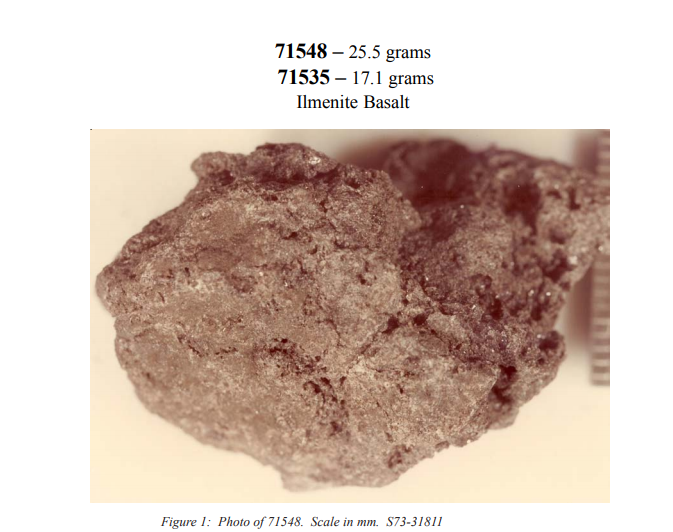 71548 – 25.5 grams
71535 – 17.1 grams
Ilmenite Basalt
Figure 1: Photo of 71548. Scale in mm. S73-31811